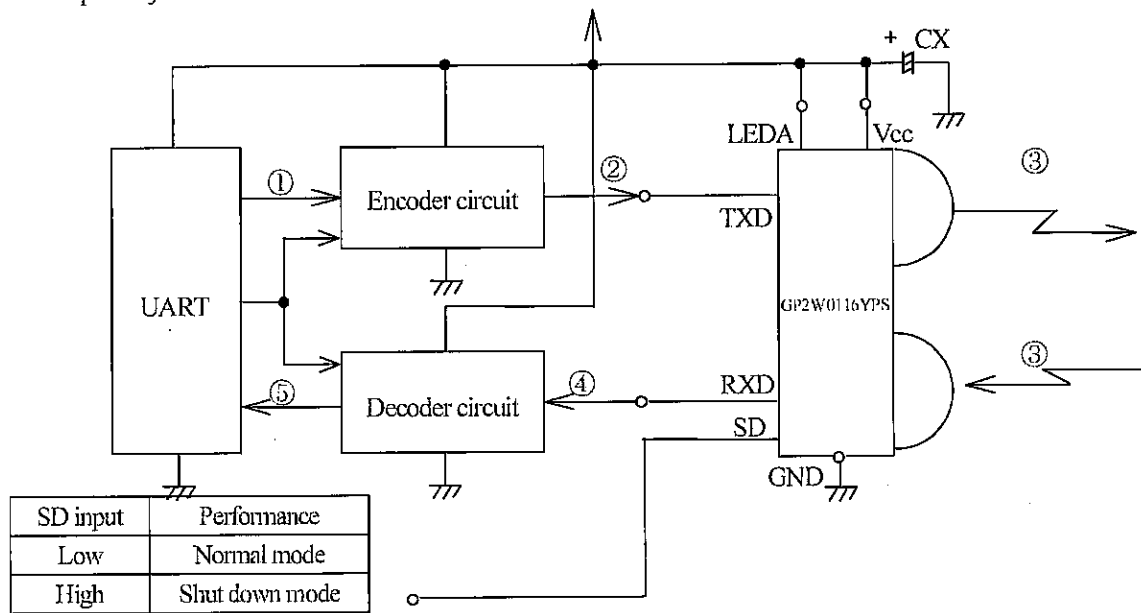 + CX
LEDA Vcc
① Encoder circuit ② TXD ③
UART GP2W0116YPS
⑤ Decoder circuit ④ RXD ③
SD
GND
SD input Performance
Low Normal mode
High Shut down mode